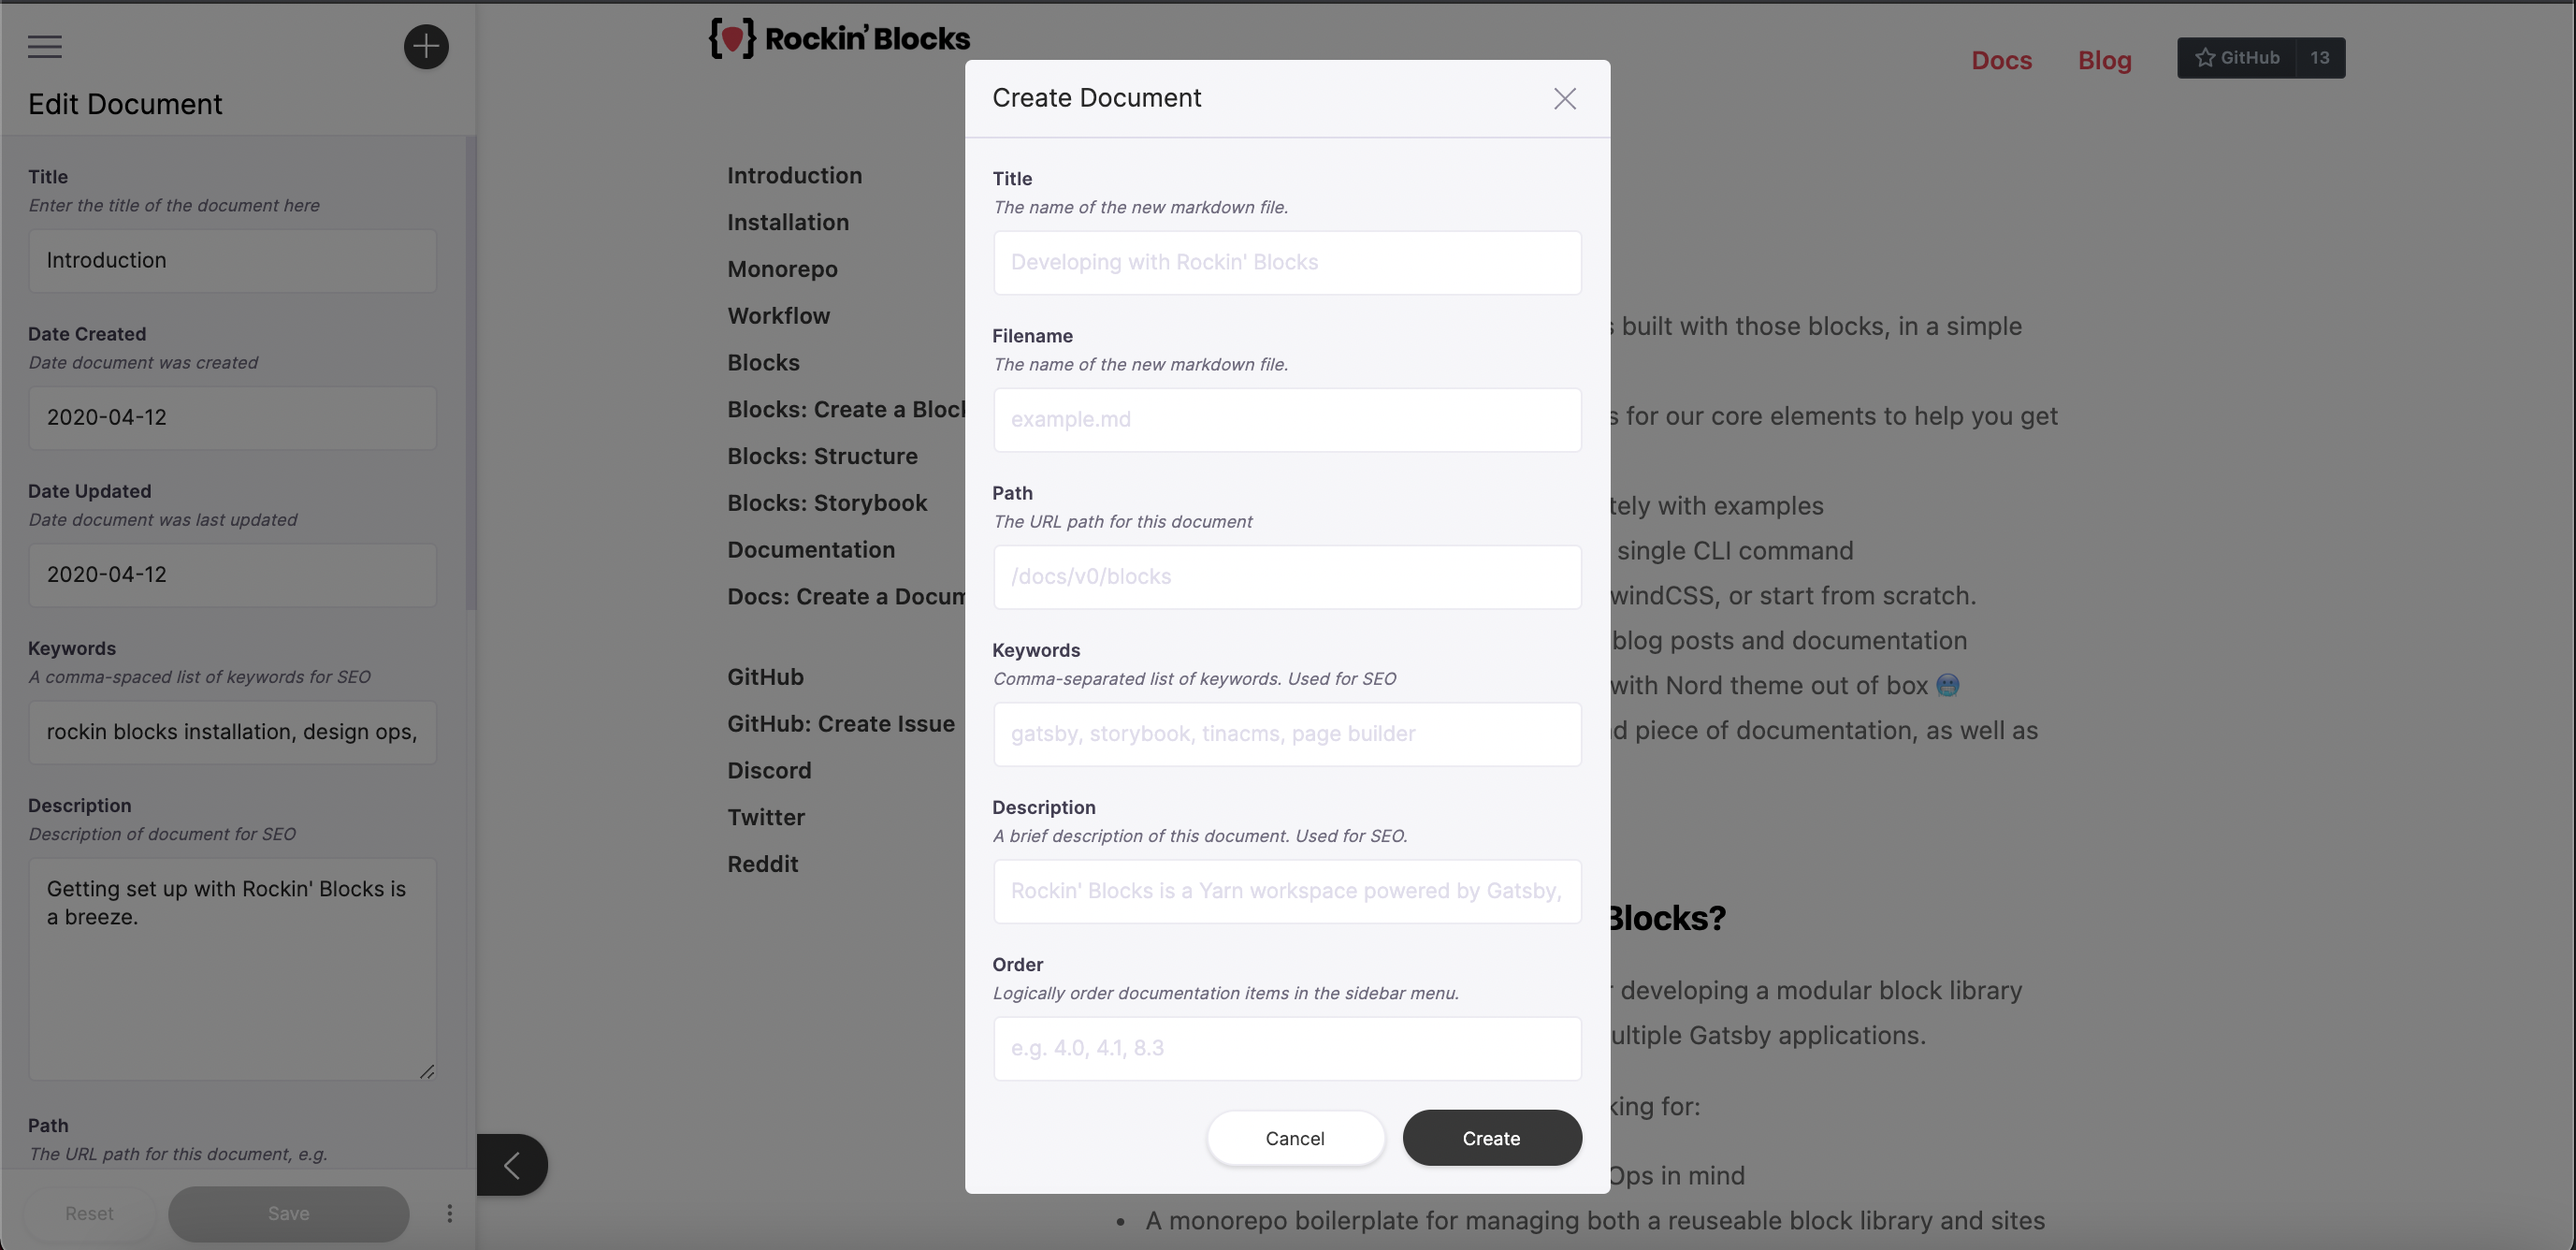 Edit Document
Title
Enter the title of the document here
Introduction
Date Created
Date document was created
2020-04-12
Date Updated
Date document was last updated
2020-04-12
Keywords
A comma-spaced list of keywords for SEO
rockin blocks installation, design ops,
Description
Description of document for SEO
Getting set up with Rockin' Blocks is
a breeze.
Path
The URL path for this document, e.g.
Reset
Save
{ } Rockin' Blocks
Docs
Blog
GitHub
13
Introduction
Installation
Monorepo
Workflow
Blocks
Blocks: Create a Block
Blocks: Structure
Blocks: Storybook
Documentation
Docs: Create a Docum
GitHub
GitHub: Create Issue
Discord
Twitter
Reddit
Create Document
Title
The name of the new markdown file.
Developing with Rockin' Blocks
Filename
The name of the new markdown file.
example.md
Path
The URL path for this document
/docs/v0/blocks
Keywords
Comma-separated list of keywords. Used for SEO
gatsby, storybook, tinacms, page builder
Description
A brief description of this document. Used for SEO.
Rockin' Blocks is a Yarn workspace powered by Gatsby,
Order
Logically order documentation items in the sidebar menu.
e.g. 4.0, 4.1, 8.3
Cancel
Create
built with those blocks, in a simple
s for our core elements to help you get
tely with examples
single CLI command
windCSS, or start from scratch.
blog posts and documentation
with Nord theme out of box
d piece of documentation, as well as
Blocks?
developing a modular block library
ultiple Gatsby applications.
king for:
Ops in mind
• A monorepo boilerplate for managing both a reuseable block library and sites